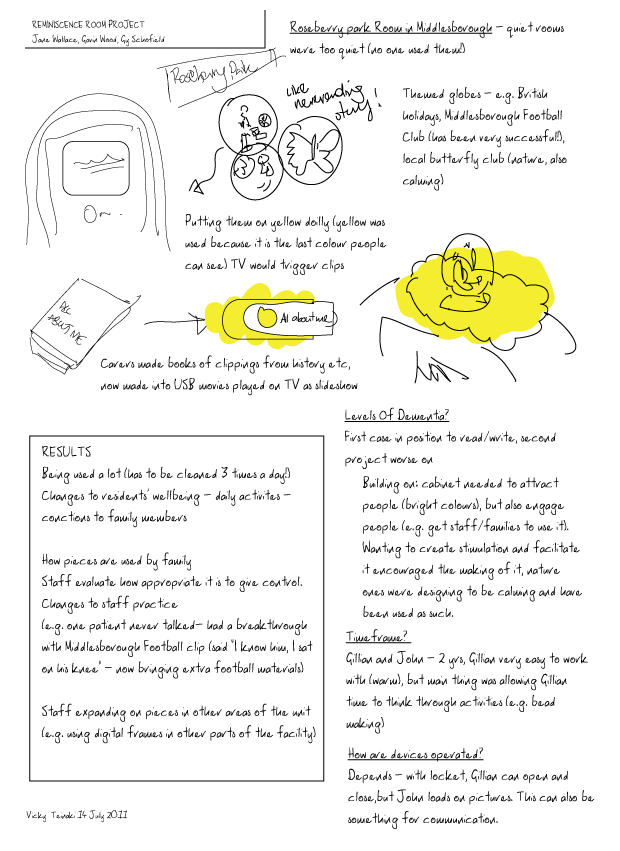 REMINISCENCE ROOM PROJECT
Jane Wallace, Gavin Wood, Gy Schofield
Roseberry park Room in Middlesborough – quiet rooms
were too quiet (no one used them!)
Roseberry Park
like
neverending
story!
Themed globes – e.g. British
holidays, Middlesborough Football
Club (has been very successful!),
local butterfly club (nature, also
calming)
Putting them on yellow doilly (yellow was
used because it is the last colour people
can see) TV would trigger clips
ALL
ABOUT ME
Al about me
Carers made books of clippings from history etc,
now made into USB movies played on TV as slideshow
RESULTS
Being used a lot (has to be cleaned 3 times a day!)
Changes to residents' wellbeing – daily activites –
conctions to family members
How pieces are used by family
Staff evaluate how appropriate it is to give control.
Changes to staff practice
(e.g. one patient never talked– had a breakthrough
with Middlesborough Football clip (said "I know him, I sat
on his knee" – now bringing extra football materials)
Staff expanding on pieces in other areas of the unit
(e.g. using digital frames in other parts of the facility)
Levels Of Dementia?
First case in position to read/write, second
project worse on
Building on: cabinet needed to attract
people (bright colours), but also engage
people (e.g. get staff/families to use it).
Wanting to create stimulation and facilitate
it encouraged the making of it, nature
ones were designing to be calming and have
been used as such.
Timeframe?
Gillian and John – 2 yrs, Gillian very easy to work
with (warm), but main thing was allowing Gillian
time to think through activities (e.g. bead
making)
How are devices operated?
Depends – with locket, Gillian can open and
close,but John loads on pictures. This can also be
something for communication.
Vicky 14 July 2011